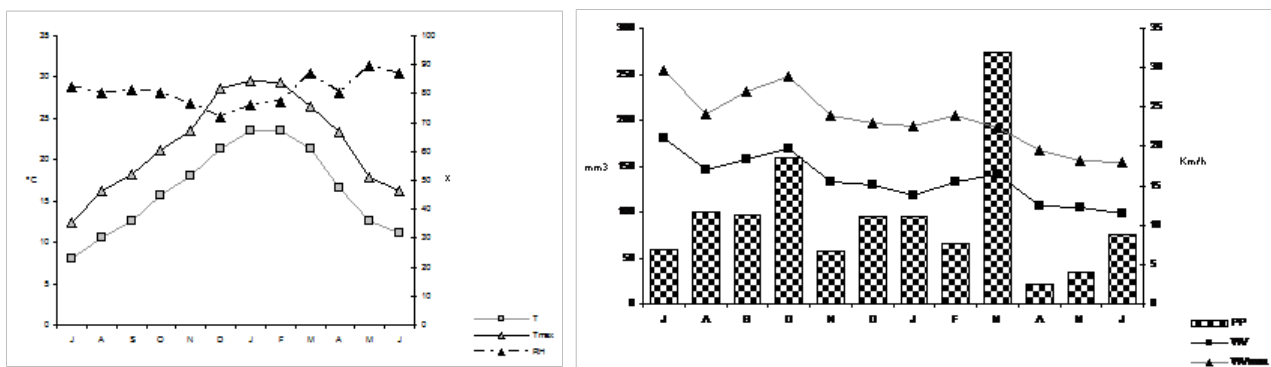 35 100
30 90
80
25 70
20 60
°C 50 X
15 40
10 30
20
5 10
0 0
J A S O N D J F M A M J
T
Tmax
RH
300 35
250 30
200 25
mm3 150 20 Km/h
15
100 10
50 5
0 0
J A S O N D J F M A M J
PP
WV
WVmax